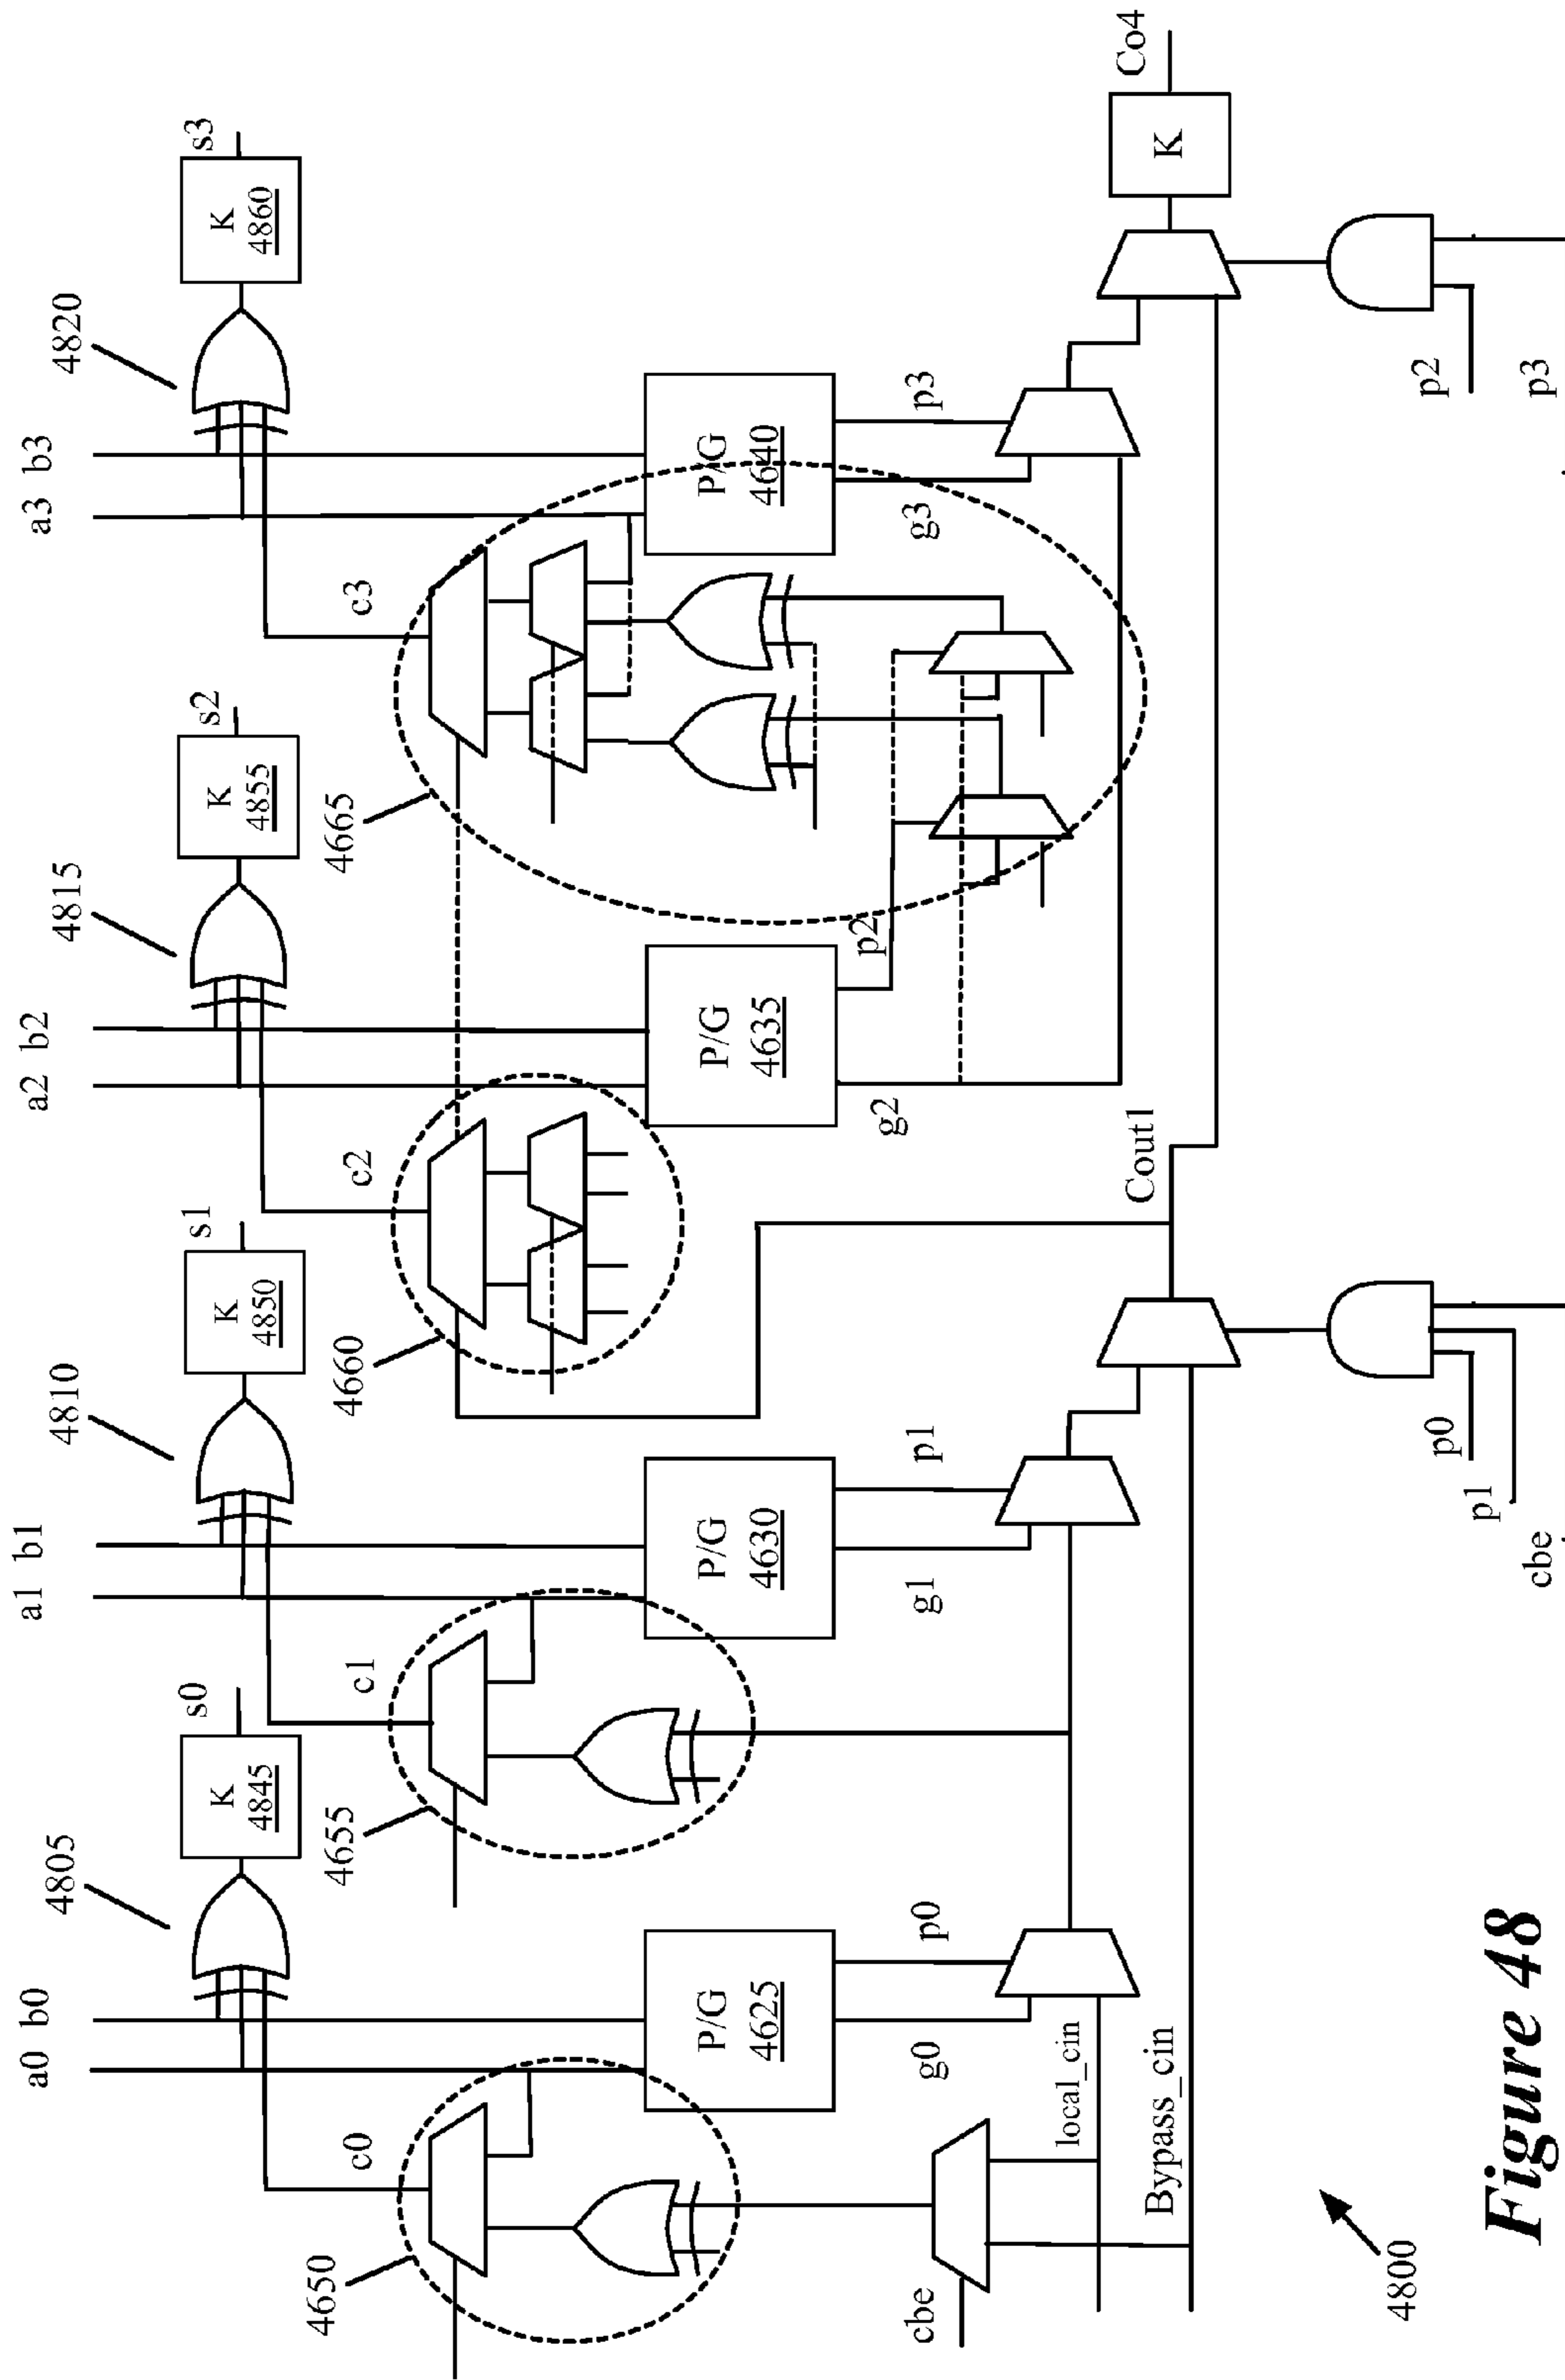 a0 b0
a1 b1
a2 b2
a3 b3
4805
4810
4815
4820
K
4845
s0
K
4850
s1
K
4855
s2
K
4860
s3
4650
c0
4655
c1
4660
c2
4665
c3
P/G
4625
P/G
4630
P/G
4635
P/G
4640
g0
p0
g1
p1
g2
p2
g3
p3
cbe
local_cin
Bypass_cin
Cout1
K
Co4
p0
p1
cbe
p2
p3
4800
Figure 48